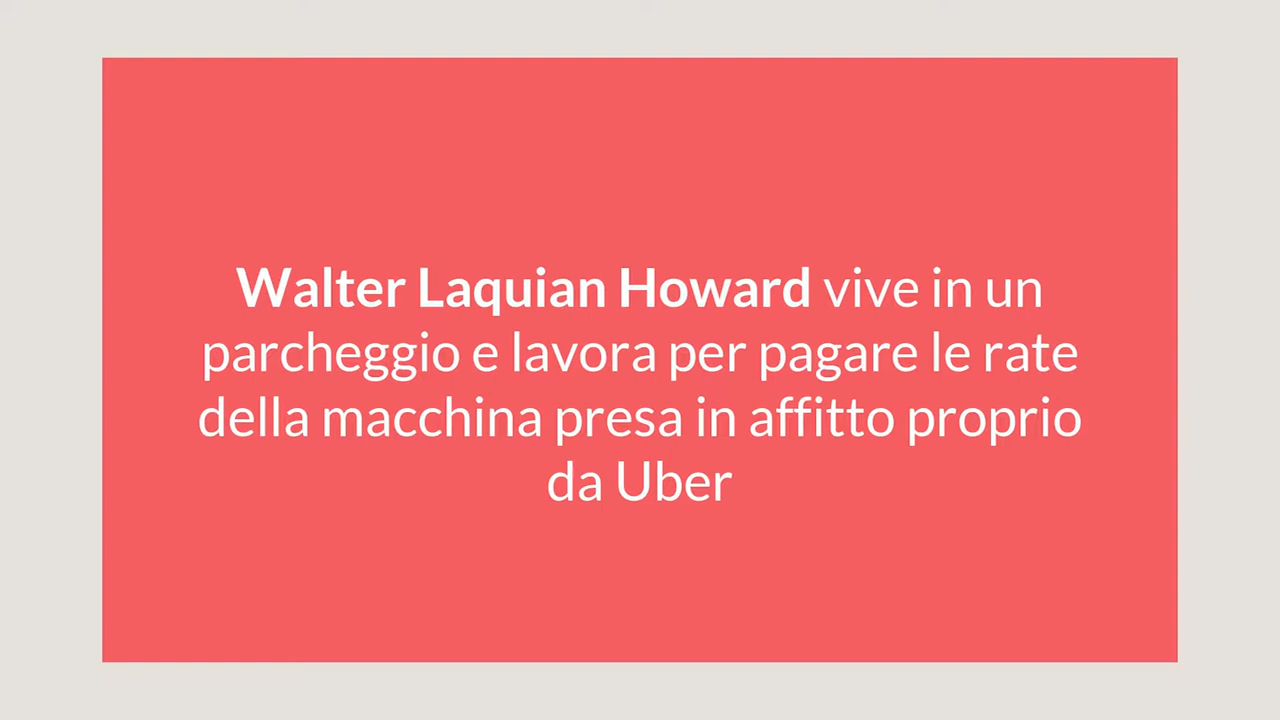 Walter Laquian Howard vive in un
parcheggio e lavora per pagare le rate
della macchina presa in affitto proprio
da Uber